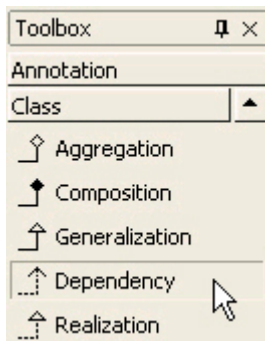 Toolbox
Annotation
Class
Aggregation
Composition
Generalization
Dependency
Realization